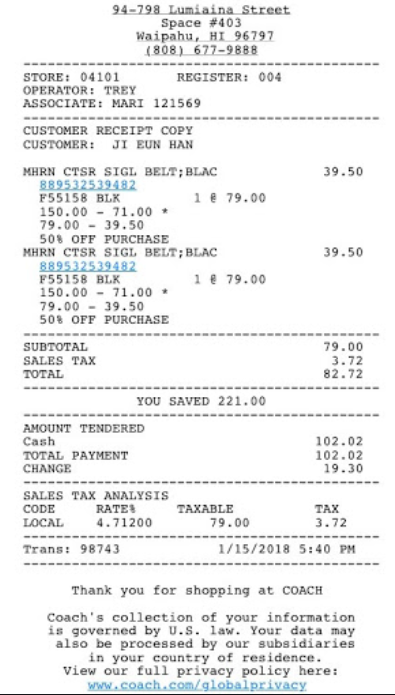 94-798 Lumiaina Street
Space #403
Waipahu, HI 96797
(808) 677-9888
STORE: 04101 REGISTER: 004
OPERATOR: TREY
ASSOCIATE: MARI 121569
CUSTOMER RECEIPT COPY
CUSTOMER: JI EUN HAN
MHRN CTSR SIGL BELT;BLAC 39.50
889532539482
F55158 BLK 1 @ 79.00
150.00 - 71.00 *
79.00 - 39.50
50% OFF PURCHASE
MHRN CTSR SIGL BELT;BLAC 39.50
889532539482
F55158 BLK 1 @ 79.00
150.00 - 71.00 *
79.00 - 39.50
50% OFF PURCHASE
SUBTOTAL 79.00
SALES TAX 3.72
TOTAL 82.72
YOU SAVED 221.00
AMOUNT TENDERED
Cash 102.02
TOTAL PAYMENT 102.02
CHANGE 19.30
SALES TAX ANALYSIS
CODE RATE% TAXABLE TAX
LOCAL 4.71200 79.00 3.72
Trans: 98743 1/15/2018 5:40 PM
Thank you for shopping at COACH
Coach's collection of your information
is governed by U.S. law. Your data may
also be processed by our subsidiaries
in your country of residence.
View our full privacy policy here:
www.coach.com/globalprivacy